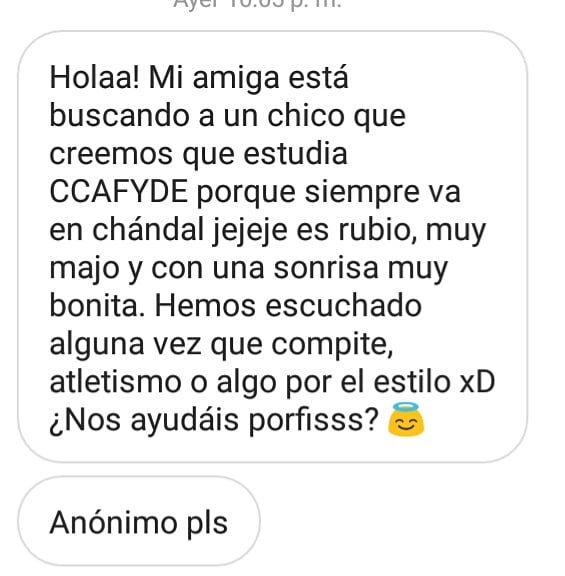 Ayer 10:05 p. m.
Holaa! Mi amiga está
buscando a un chico que
creemos que estudia
CCAFYDE porque siempre va
en chándal jejeje es rubio, muy
majo y con una sonrisa muy
bonita. Hemos escuchado
alguna vez que compite,
atletismo o algo por el estilo xD
¿Nos ayudáis porfisss? 😇
Anónimo pls